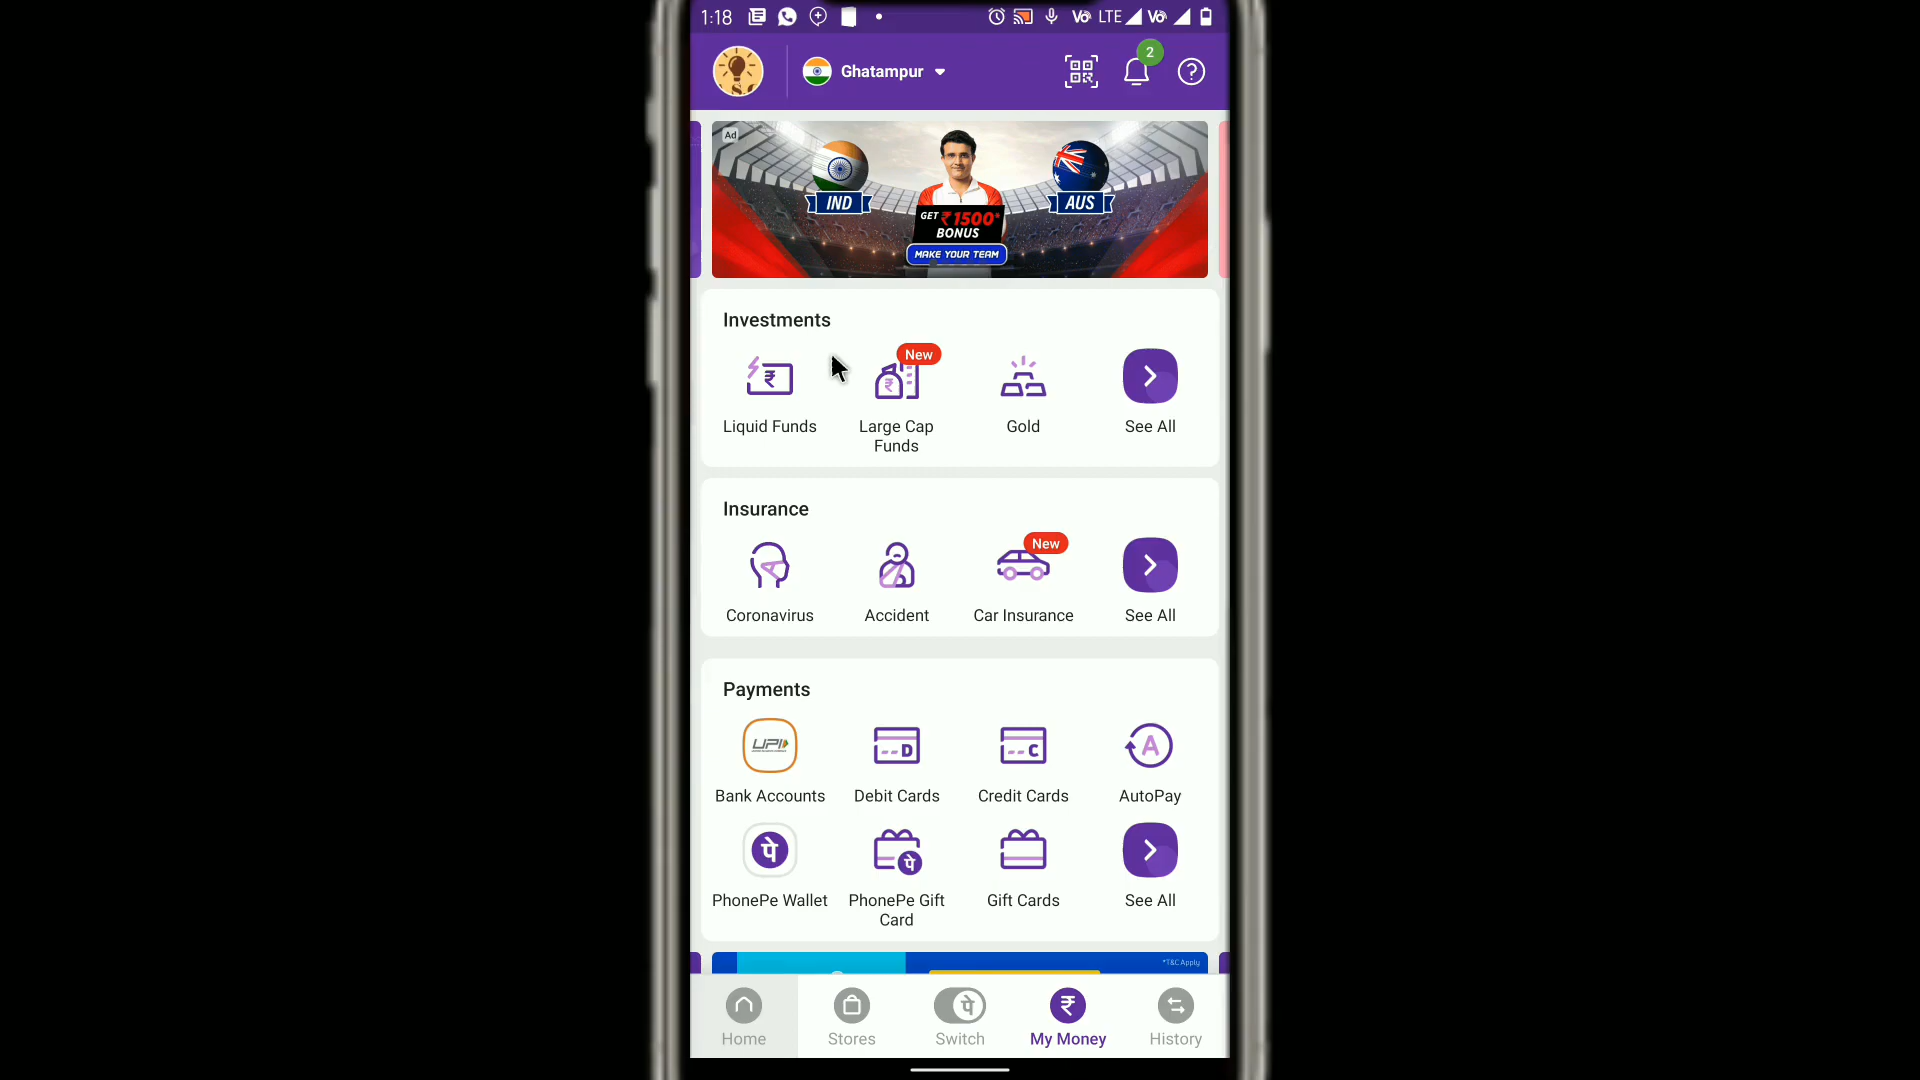 1:18
LTE
Ghatampur
2
Ad
IND
AUS
GET ₹1500*
BONUS
MAKE YOUR TEAM
Investments
New
Liquid Funds
Large Cap
Funds
Gold
See All
Insurance
New
Coronavirus
Accident
Car Insurance
See All
Payments
UPI
D
C
A
Bank Accounts
Debit Cards
Credit Cards
AutoPay
पे
पे
PhonePe Wallet
PhonePe Gift
Card
Gift Cards
See All
*T&C Apply
पे
Home
Stores
Switch
My Money
History